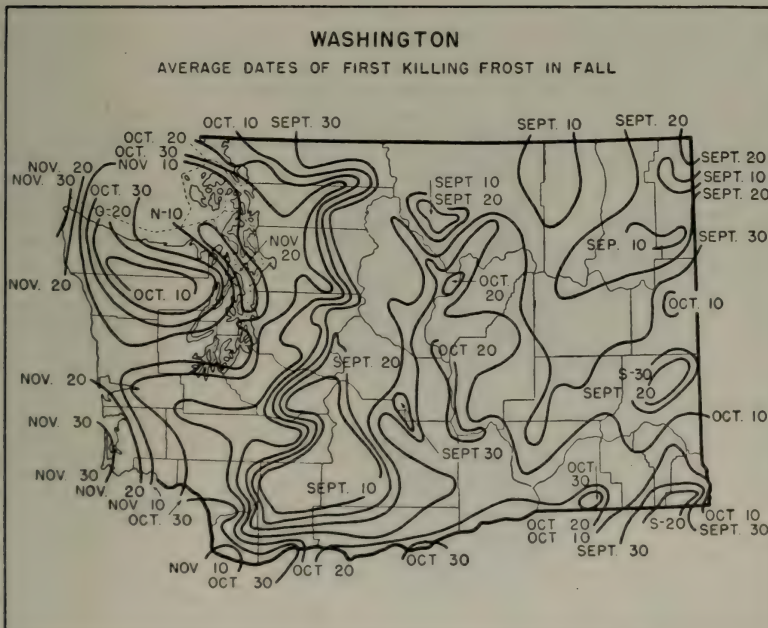 WASHINGTON
AVERAGE DATES OF FIRST KILLING FROST IN FALL
OCT. 10
SEPT. 30
SEPT. 10
SEPT. 20
OCT. 20
OCT. 30
NOV 10
NOV. 20
NOV. 30
OCT. 30
O-20
N-10
SEPT 10
SEPT 20
SEPT. 20
SEPT. 10
SEPT. 20
SEPT. 30
NOV 20
SEP. 10
NOV. 20
OCT. 10
OCT. 20
OCT. 10
SEPT. 20
OCT 20
S-30
SEPT. 20
NOV. 20
OCT. 10
NOV. 30
SEPT 30
OCT 30
NOV. 30
NOV. 20
NOV 10
OCT. 30
SEPT. 10
OCT 20
OCT 10
SEPT. 30
S-20
OCT 10
SEPT. 30
NOV 10
OCT. 30
OCT 20
OCT 30